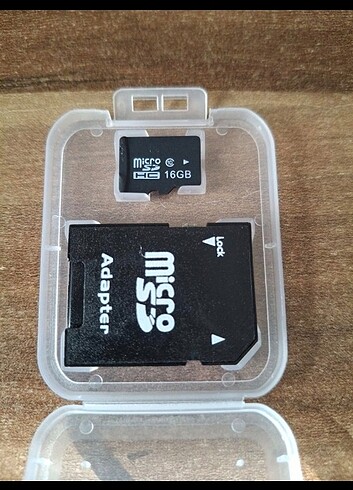 micro
SD
HC 16GB
Lock
micro
SD
Adapter